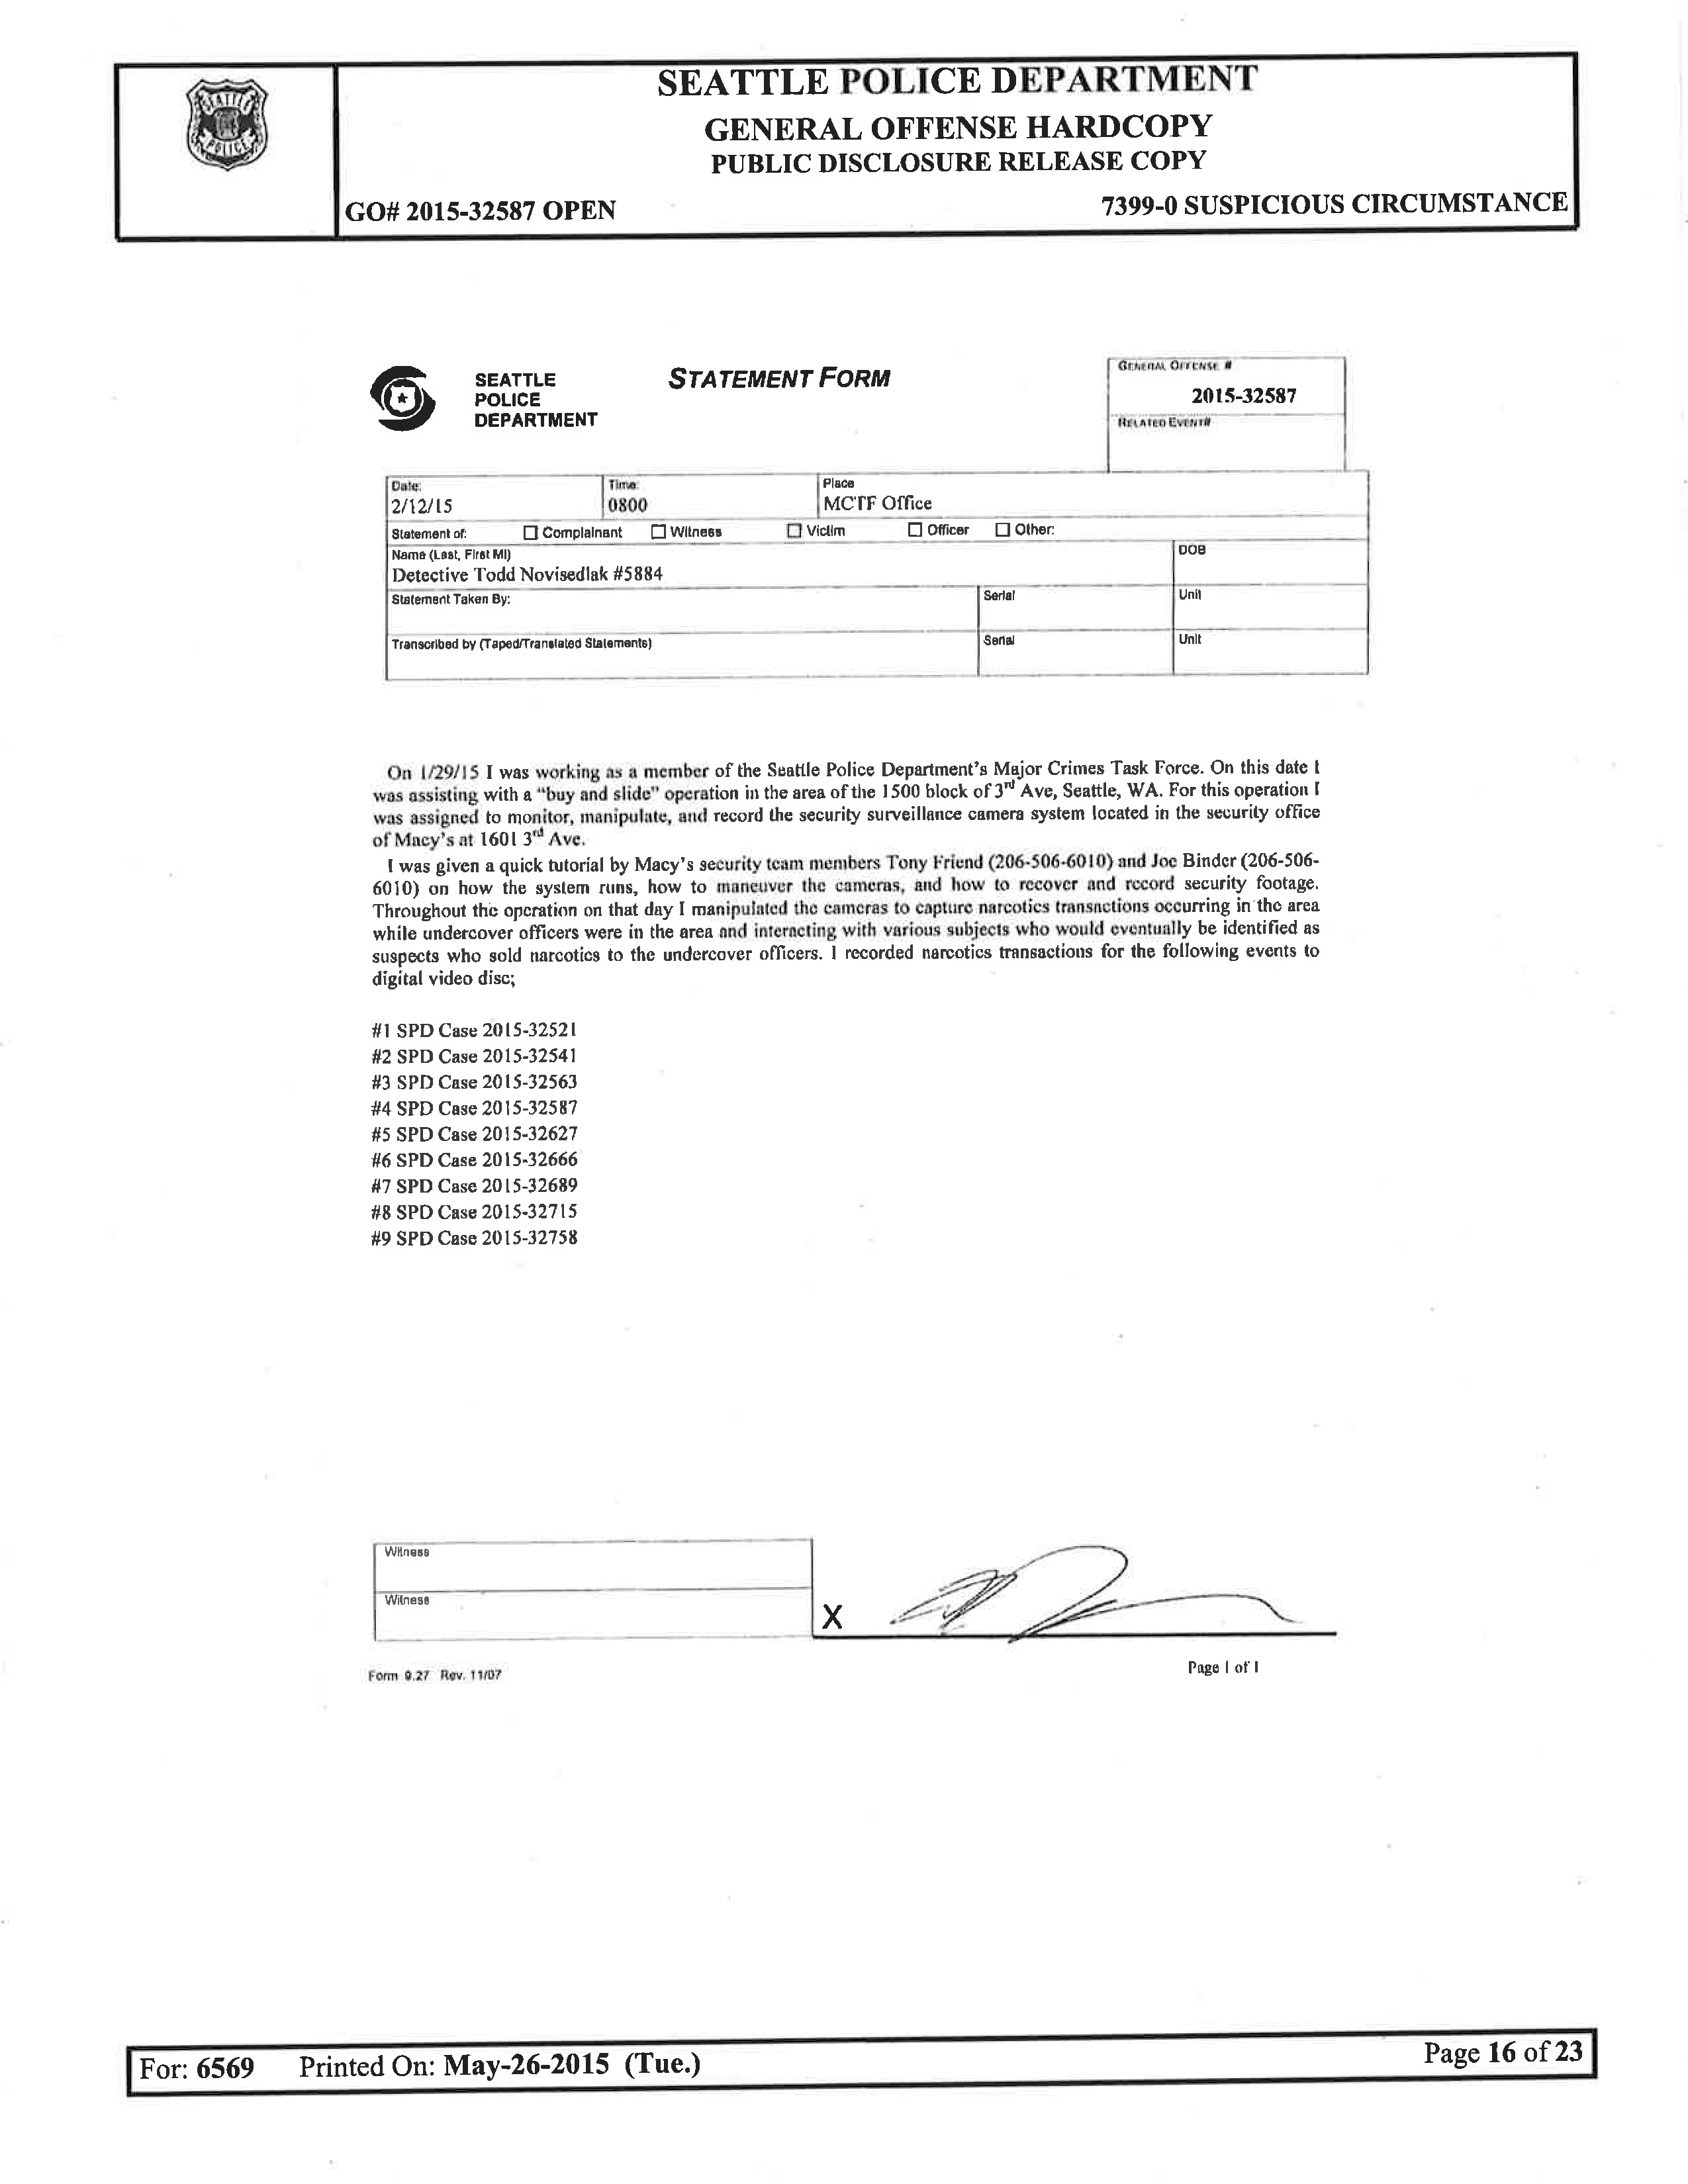 SEATTLE POLICE DEPARTMENT
GENERAL OFFENSE HARDCOPY
PUBLIC DISCLOSURE RELEASE COPY
SEATTLE
POLICE
GO# 2015-32587 OPEN
7399-0 SUSPICIOUS CIRCUMSTANCE
SEATTLE
POLICE
DEPARTMENT
STATEMENT FORM
GENERAL OFFENSE #
2015-32587
RELATED EVENT#
Date:
2/12/15
Time:
0800
Place
MCTF Office
Statement of: ☐ Complainant ☐ Witness ☐ Victim ☐ Officer ☐ Other:
Name (Last, First MI)
Detective Todd Novisedlak #5884
DOB
Statement Taken By:
Serial
Unit
Transcribed by (Taped/Translated Statements)
Serial
Unit
On 1/29/15 I was working as a member of the Seattle Police Department's Major Crimes Task Force. On this date I
was assisting with a "buy and slide" operation in the area of the 1500 block of 3rd Ave, Seattle, WA. For this operation I
was assigned to monitor, manipulate, and record the security surveillance camera system located in the security office
of Macy's at 1601 3rd Ave.
I was given a quick tutorial by Macy's security team members Tony Friend (206-506-6010) and Joe Binder (206-506-
6010) on how the system runs, how to maneuver the cameras, and how to recover and record security footage.
Throughout the operation on that day I manipulated the cameras to capture narcotics transactions occurring in the area
while undercover officers were in the area and interacting with various subjects who would eventually be identified as
suspects who sold narcotics to the undercover officers. I recorded narcotics transactions for the following events to
digital video disc;
#1 SPD Case 2015-32521
#2 SPD Case 2015-32541
#3 SPD Case 2015-32563
#4 SPD Case 2015-32587
#5 SPD Case 2015-32627
#6 SPD Case 2015-32666
#7 SPD Case 2015-32689
#8 SPD Case 2015-32715
#9 SPD Case 2015-32758
Witness
Witness
X
Form 9.27 Rev. 11/07
Page 1 of 1
For: 6569 Printed On: May-26-2015 (Tue.)
Page 16 of 23